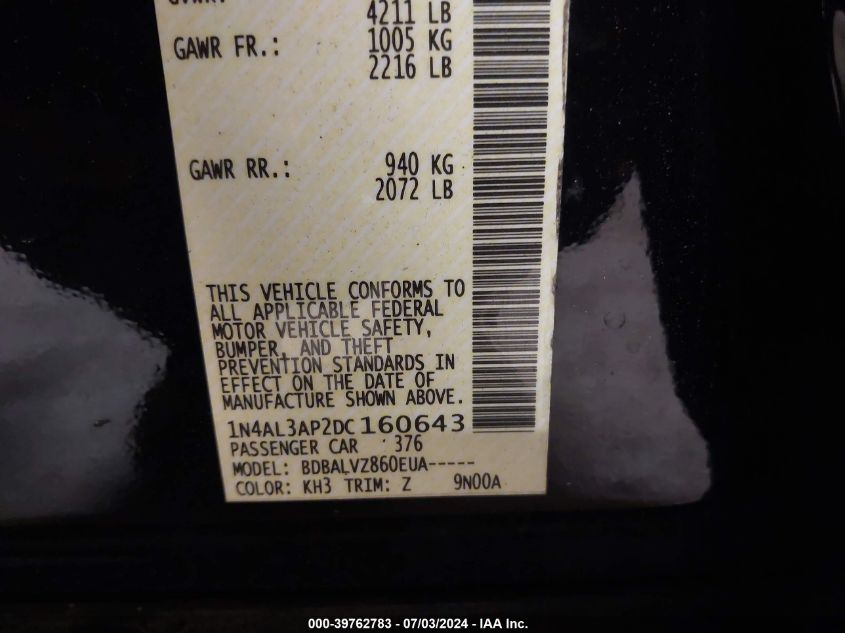 GVWR:
4211 LB
GAWR FR.: 1005 KG
2216 LB
GAWR RR.: 940 KG
2072 LB
THIS VEHICLE CONFORMS TO
ALL APPLICABLE FEDERAL
MOTOR VEHICLE SAFETY,
BUMPER, AND THEFT
PREVENTION STANDARDS IN
EFFECT ON THE DATE OF
MANUFACTURE SHOWN ABOVE.
1N4AL3AP2DC160643
PASSENGER CAR 376
MODEL: BDBALVZ860EUA-----
COLOR: KH3 TRIM: Z 9N00A
000-39762783 - 07/03/2024 - IAA Inc.